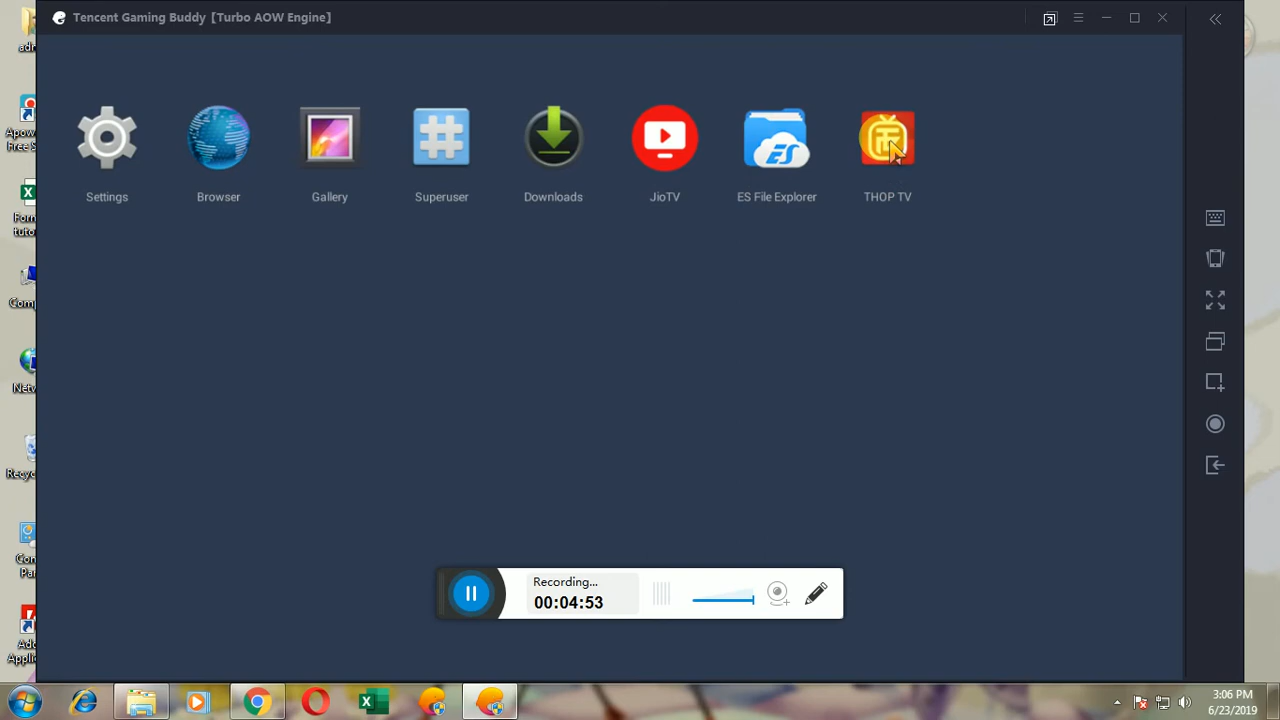 Tencent Gaming Buddy [Turbo AOW Engine]
Settings
Browser
Gallery
Superuser
Downloads
JioTV
ES File Explorer
THOP TV
Recording...
00:04:53
3:06 PM
6/23/2019